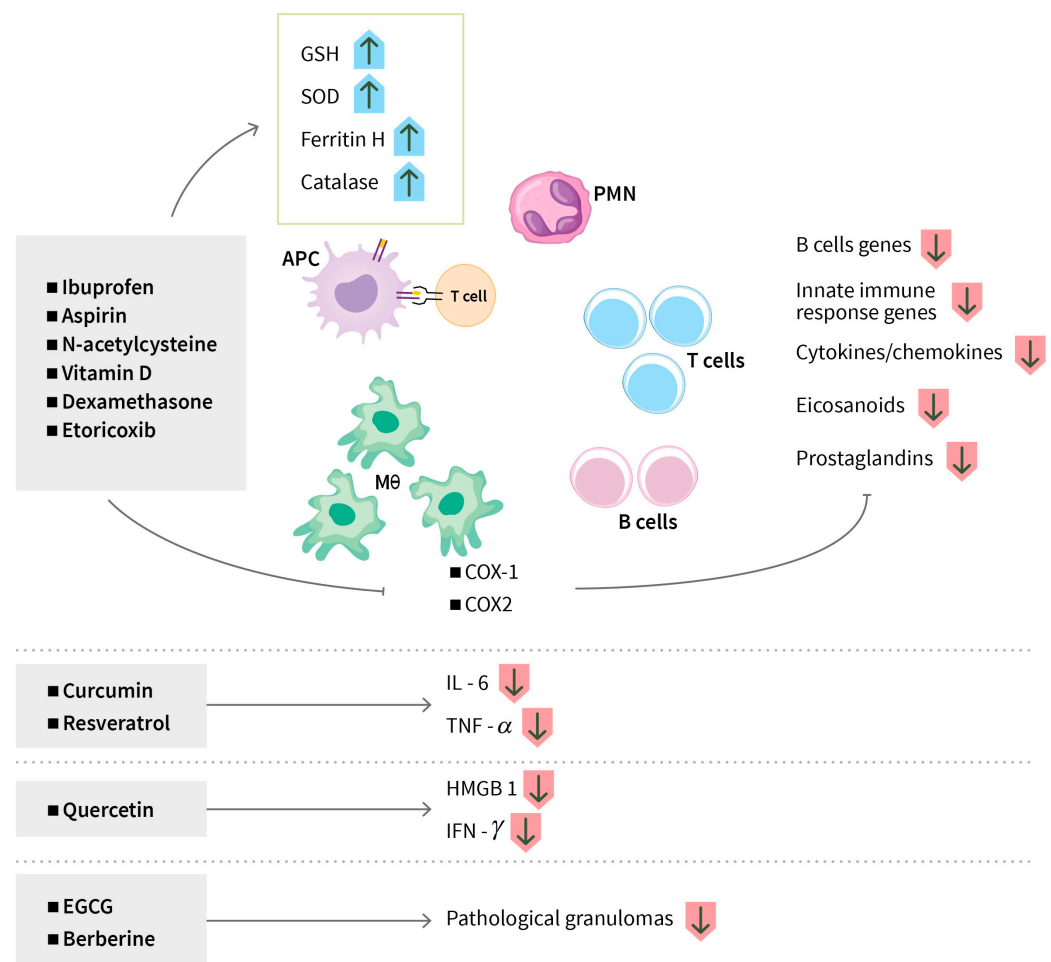 GSH
SOD
Ferritin H
Catalase
PMN
APC
T cell
■ Ibuprofen
■ Aspirin
■ N-acetylcysteine
■ Vitamin D
■ Dexamethasone
■ Etoricoxib
T cells
Mθ
B cells
■ COX-1
■ COX2
B cells genes
Innate immune
response genes
Cytokines/chemokines
Eicosanoids
Prostaglandins
■ Curcumin
■ Resveratrol
IL - 6
TNF - α
■ Quercetin
HMGB 1
IFN - γ
■ EGCG
■ Berberine
Pathological granulomas